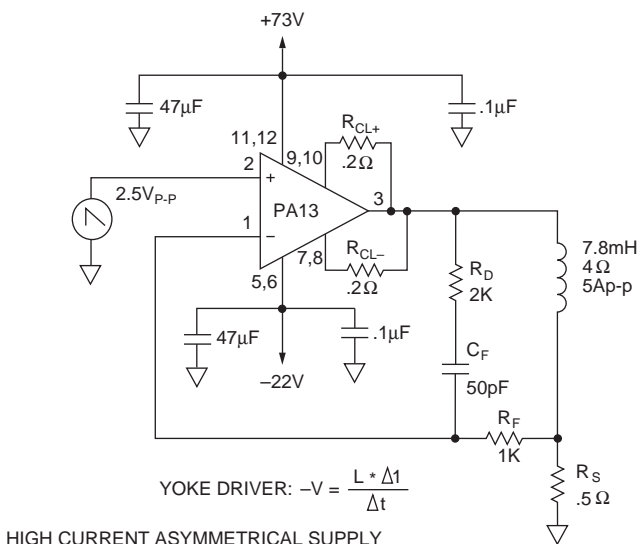 +73V
47µF
.1µF
R_CL+
.2Ω
11,12
9,10
2
+
3
2.5V_P-P
PA13
1
–
R_CL–
7,8
.2Ω
5,6
R_D
2K
7.8mH
4Ω
5Ap-p
47µF
.1µF
C_F
50pF
–22V
R_F
1K
R_S
.5Ω
YOKE DRIVER: –V = L * Δ1
Δt
HIGH CURRENT ASYMMETRICAL SUPPLY